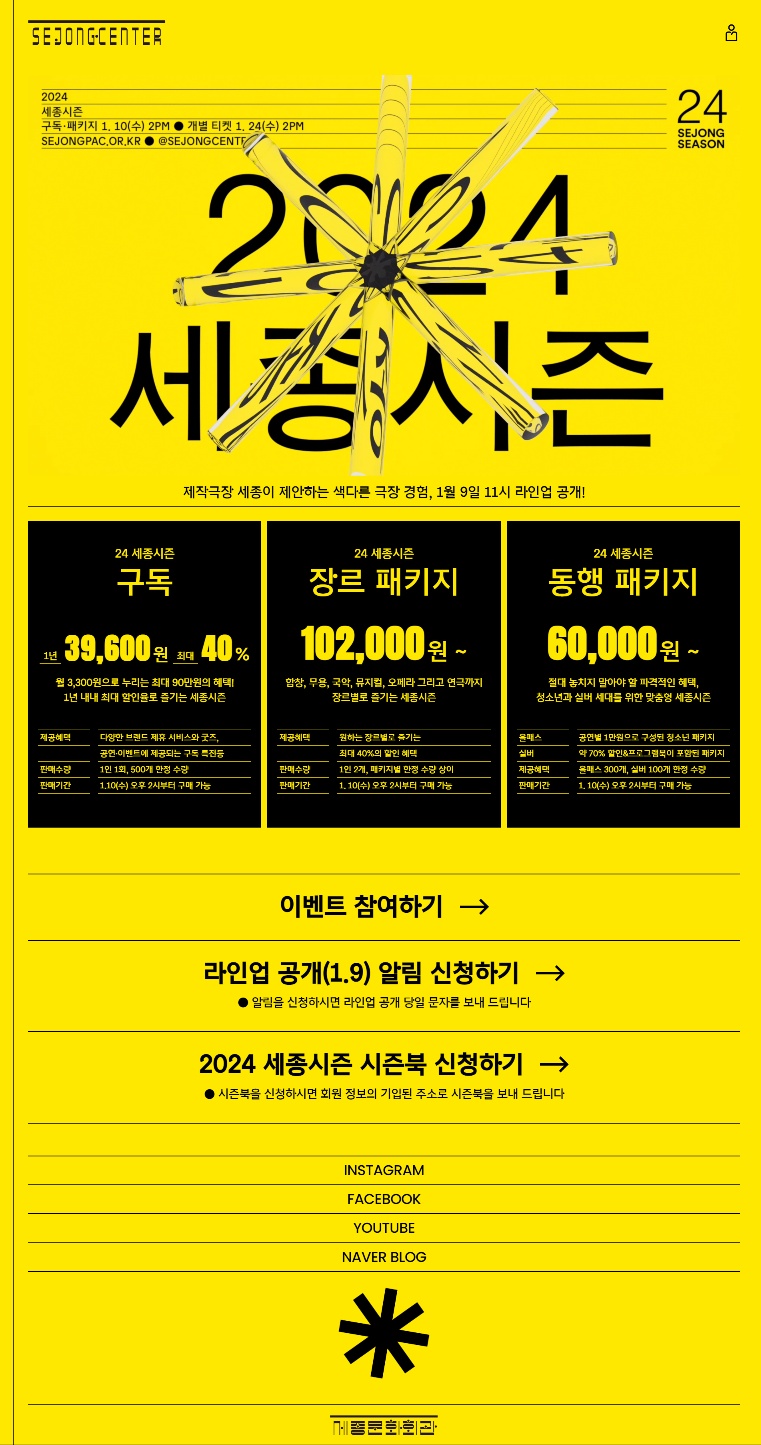 SEJONG CENTER
2024
세종시즌
구독·패키지 1. 10(수) 2PM ● 개별 티켓 1. 24(수) 2PM
SEJONGPAC.OR.KR ● @SEJONGCENTE
24
SEJONG
SEASON
2024
세종시즌
제작극장 세종이 제안하는 색다른 극장 경험, 1월 9일 11시 라인업 공개!
24 세종시즌
구독
1년 39,600원 최대 40%
월 3,300원으로 누리는 최대 90만원의 혜택!
1년 내내 최대 할인율로 즐기는 세종시즌
제공혜택 다양한 브랜드 제휴 서비스와 굿즈,
공연·이벤트에 제공되는 구독 특전등
판매수량 1인 1회, 500개 한정 수량
판매기간 1.10(수) 오후 2시부터 구매 가능
24 세종시즌
장르 패키지
102,000원 ~
합창, 무용, 국악, 뮤지컬, 오페라 그리고 연극까지
장르별로 즐기는 세종시즌
제공혜택 원하는 장르별로 즐기는
최대 40%의 할인 혜택
판매수량 1인 2개, 패키지별 한정 수량 상이
판매기간 1. 10(수) 오후 2시부터 구매 가능
24 세종시즌
동행 패키지
60,000원 ~
절대 놓치지 말아야 할 파격적인 혜택,
청소년과 실버 세대를 위한 맞춤형 세종시즌
올패스 공연별 1만원으로 구성된 청소년 패키지
실버 약 70% 할인&프로그램북이 포함된 패키지
제공혜택 올패스 300개, 실버 100개 한정 수량
판매기간 1. 10(수) 오후 2시부터 구매 가능
이벤트 참여하기 →
라인업 공개(1.9) 알림 신청하기 →
● 알림을 신청하시면 라인업 공개 당일 문자를 보내 드립니다
2024 세종시즌 시즌북 신청하기 →
● 시즌북을 신청하시면 회원 정보의 기입된 주소로 시즌북을 보내 드립니다
INSTAGRAM
FACEBOOK
YOUTUBE
NAVER BLOG
세종문화회관